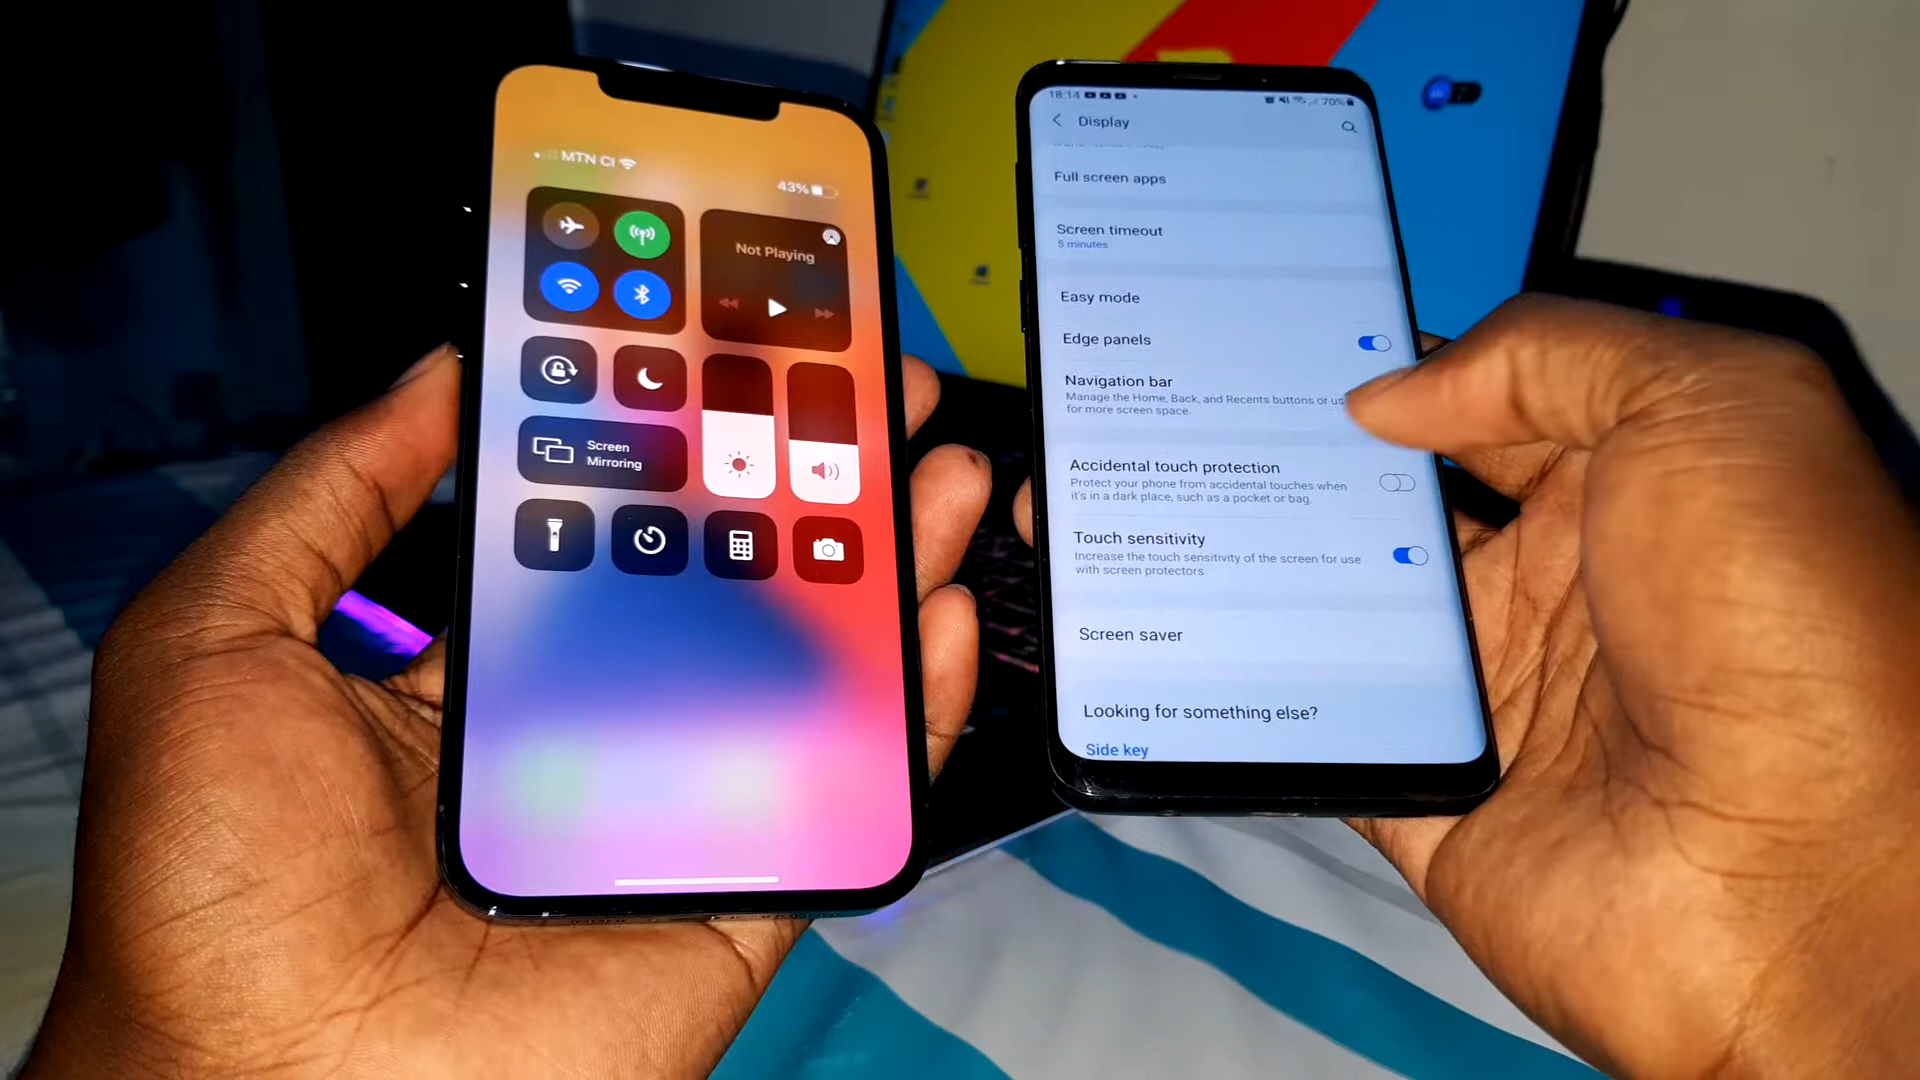 MTN CI
43%
Not Playing
Screen
Mirroring
18:14
70%
Display
Full screen apps
Screen timeout
5 minutes
Easy mode
Edge panels
Navigation bar
Manage the Home, Back, and Recents buttons or
for more screen space.
Accidental touch protection
Protect your phone from accidental touches when
it's in a dark place, such as a pocket or bag.
Touch sensitivity
Increase the touch sensitivity of the screen for use
with screen protectors.
Screen saver
Looking for something else?
Side key